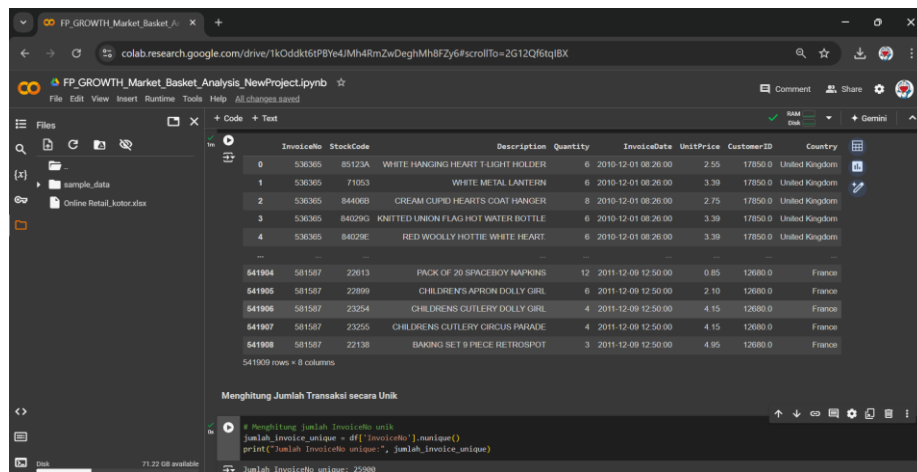 FP_GROWTH_Market_Basket_A
colab.research.google.com/drive/1kOddkt6tPBYe4JMh4RmZwDeghMh8FZy6#scrollTo=2G12Qf6tqIBX
FP_GROWTH_Market_Basket_Analysis_NewProject.ipynb
File Edit View Insert Runtime Tools Help All changes saved
Comment Share
Files
+ Code + Text
RAM
Disk
Gemini
sample_data
Online Retail_kotor.xlsx
1m
InvoiceNo StockCode Description Quantity InvoiceDate UnitPrice CustomerID Country
0 536365 85123A WHITE HANGING HEART T-LIGHT HOLDER 6 2010-12-01 08:26:00 2.55 17850.0 United Kingdom
1 536365 71053 WHITE METAL LANTERN 6 2010-12-01 08:26:00 3.39 17850.0 United Kingdom
2 536365 84406B CREAM CUPID HEARTS COAT HANGER 8 2010-12-01 08:26:00 2.75 17850.0 United Kingdom
3 536365 84029G KNITTED UNION FLAG HOT WATER BOTTLE 6 2010-12-01 08:26:00 3.39 17850.0 United Kingdom
4 536365 84029E RED WOOLLY HOTTIE WHITE HEART. 6 2010-12-01 08:26:00 3.39 17850.0 United Kingdom
... ... ... ... ... ... ... ... ...
541904 581587 22613 PACK OF 20 SPACEBOY NAPKINS 12 2011-12-09 12:50:00 0.85 12680.0 France
541905 581587 22899 CHILDREN'S APRON DOLLY GIRL 6 2011-12-09 12:50:00 2.10 12680.0 France
541906 581587 23254 CHILDRENS CUTLERY DOLLY GIRL 4 2011-12-09 12:50:00 4.15 12680.0 France
541907 581587 23255 CHILDRENS CUTLERY CIRCUS PARADE 4 2011-12-09 12:50:00 4.15 12680.0 France
541908 581587 22138 BAKING SET 9 PIECE RETROSPOT 3 2011-12-09 12:50:00 4.95 12680.0 France
541909 rows × 8 columns
Menghitung Jumlah Transaksi secara Unik
0s
# Menghitung jumlah InvoiceNo unik
jumlah_invoice_unique = df['InvoiceNo'].nunique()
print("Jumlah InvoiceNo unique:", jumlah_invoice_unique)
Jumlah InvoiceNo unique: 25900
Disk 71.22 GB available